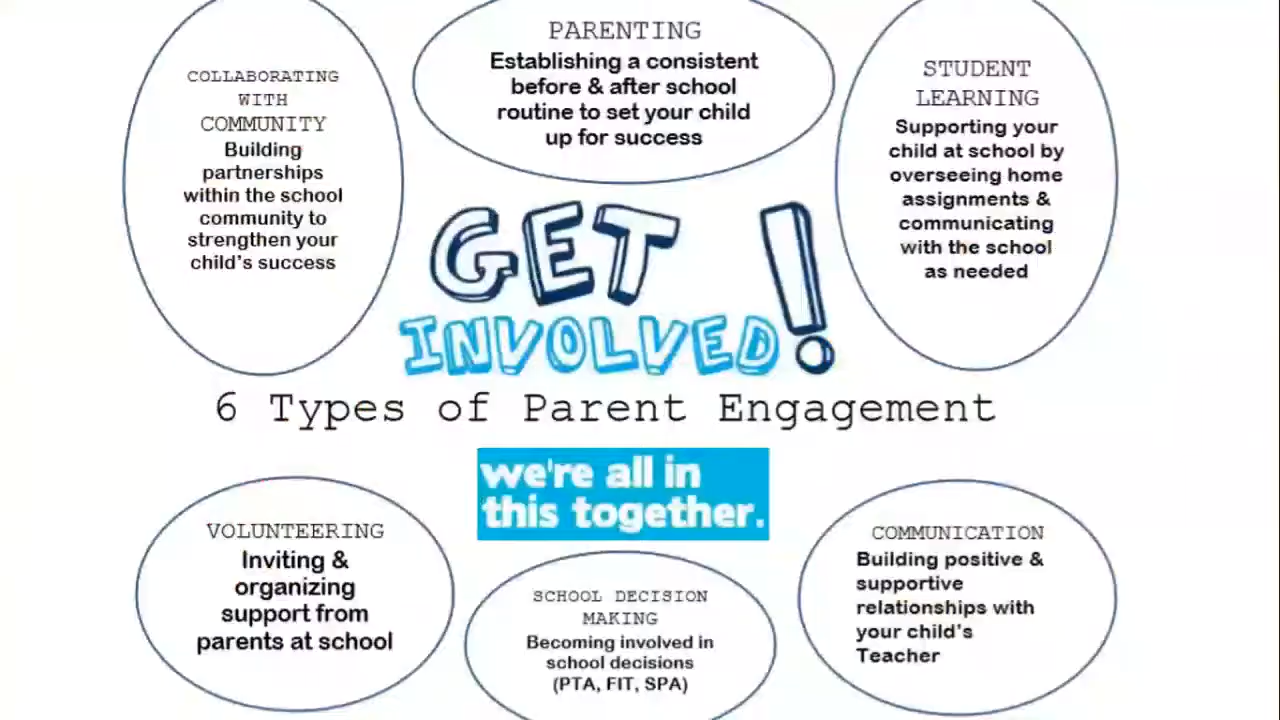 COLLABORATING
WITH
COMMUNITY
Building
partnerships
within the school
community to
strengthen your
child's success
PARENTING
Establishing a consistent
before & after school
routine to set your child
up for success
STUDENT
LEARNING
Supporting your
child at school by
overseeing home
assignments &
communicating
with the school
as needed
GET
INVOLVED!
6 Types of Parent Engagement
we're all in
this together.
VOLUNTEERING
Inviting &
organizing
support from
parents at school
SCHOOL DECISION
MAKING
Becoming involved in
school decisions
(PTA, FIT, SPA)
COMMUNICATION
Building positive &
supportive
relationships with
your child's
Teacher